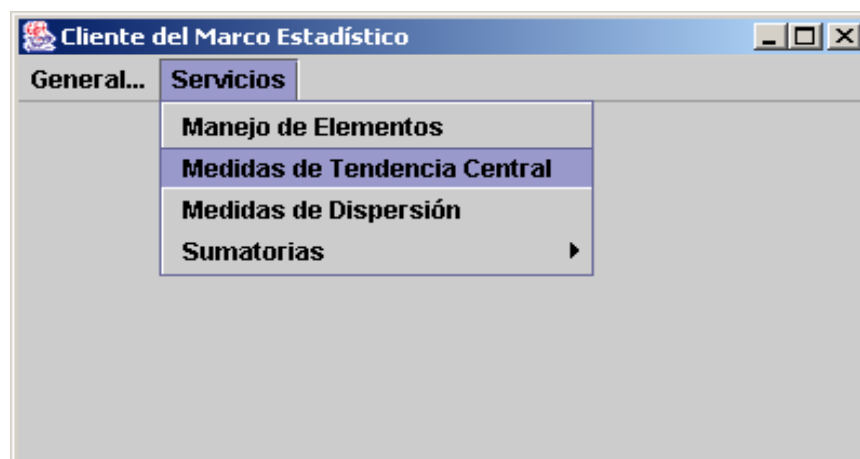 Cliente del Marco Estadístico
General... Servicios
Manejo de Elementos
Medidas de Tendencia Central
Medidas de Dispersión
Sumatorias